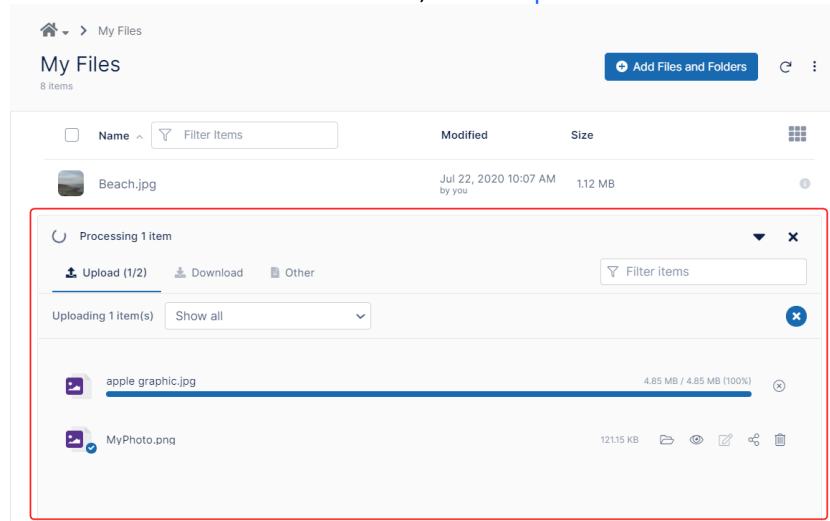 My Files
My Files
8 items
Add Files and Folders
Name Filter Items Modified Size
Beach.jpg Jul 22, 2020 10:07 AM 1.12 MB
by you
Processing 1 item
Upload (1/2) Download Other Filter items
Uploading 1 item(s) Show all
apple graphic.jpg 4.85 MB / 4.85 MB (100%)
MyPhoto.png 121.15 KB